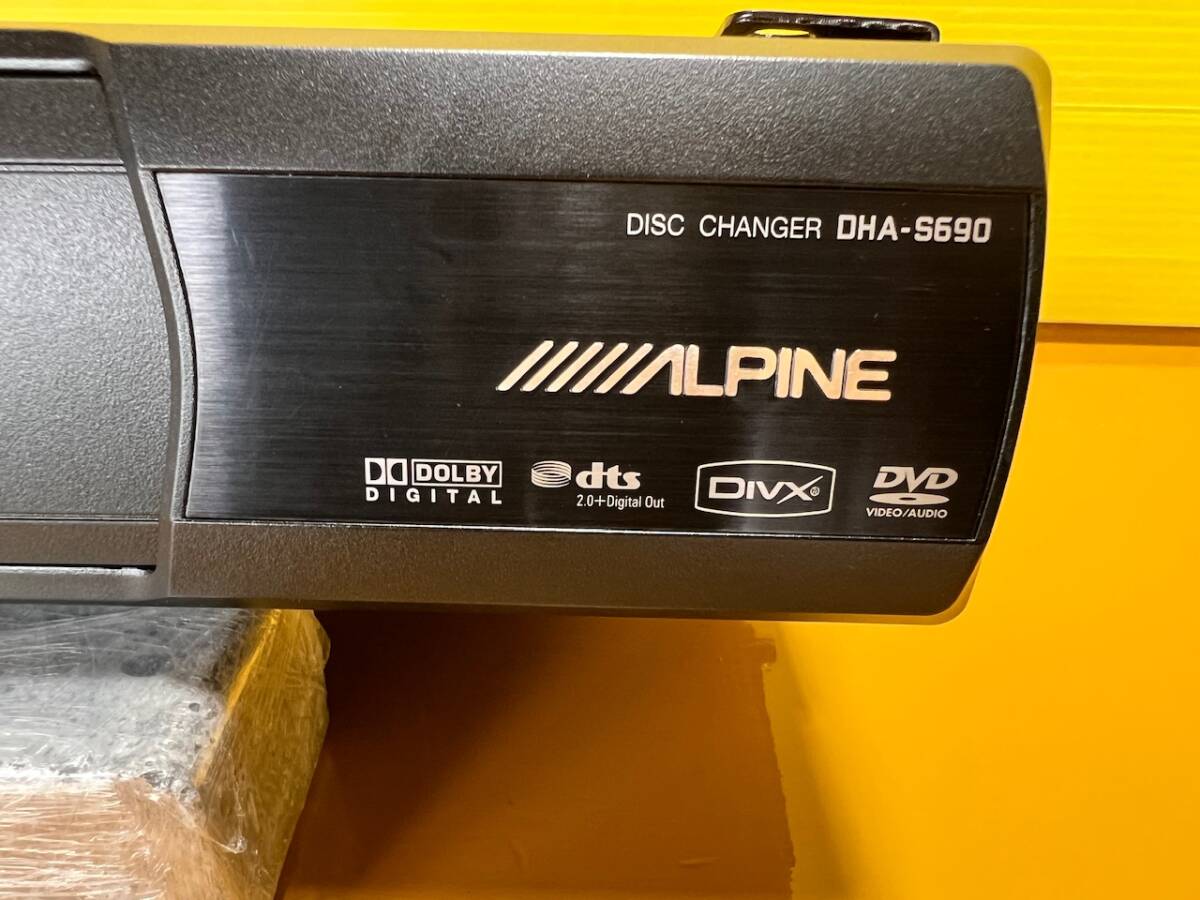 DISC CHANGER DHA-S690
ALPINE
DOLBY
DIGITAL
dts
2.0+Digital Out
DIVX®
DVD
VIDEO/AUDIO